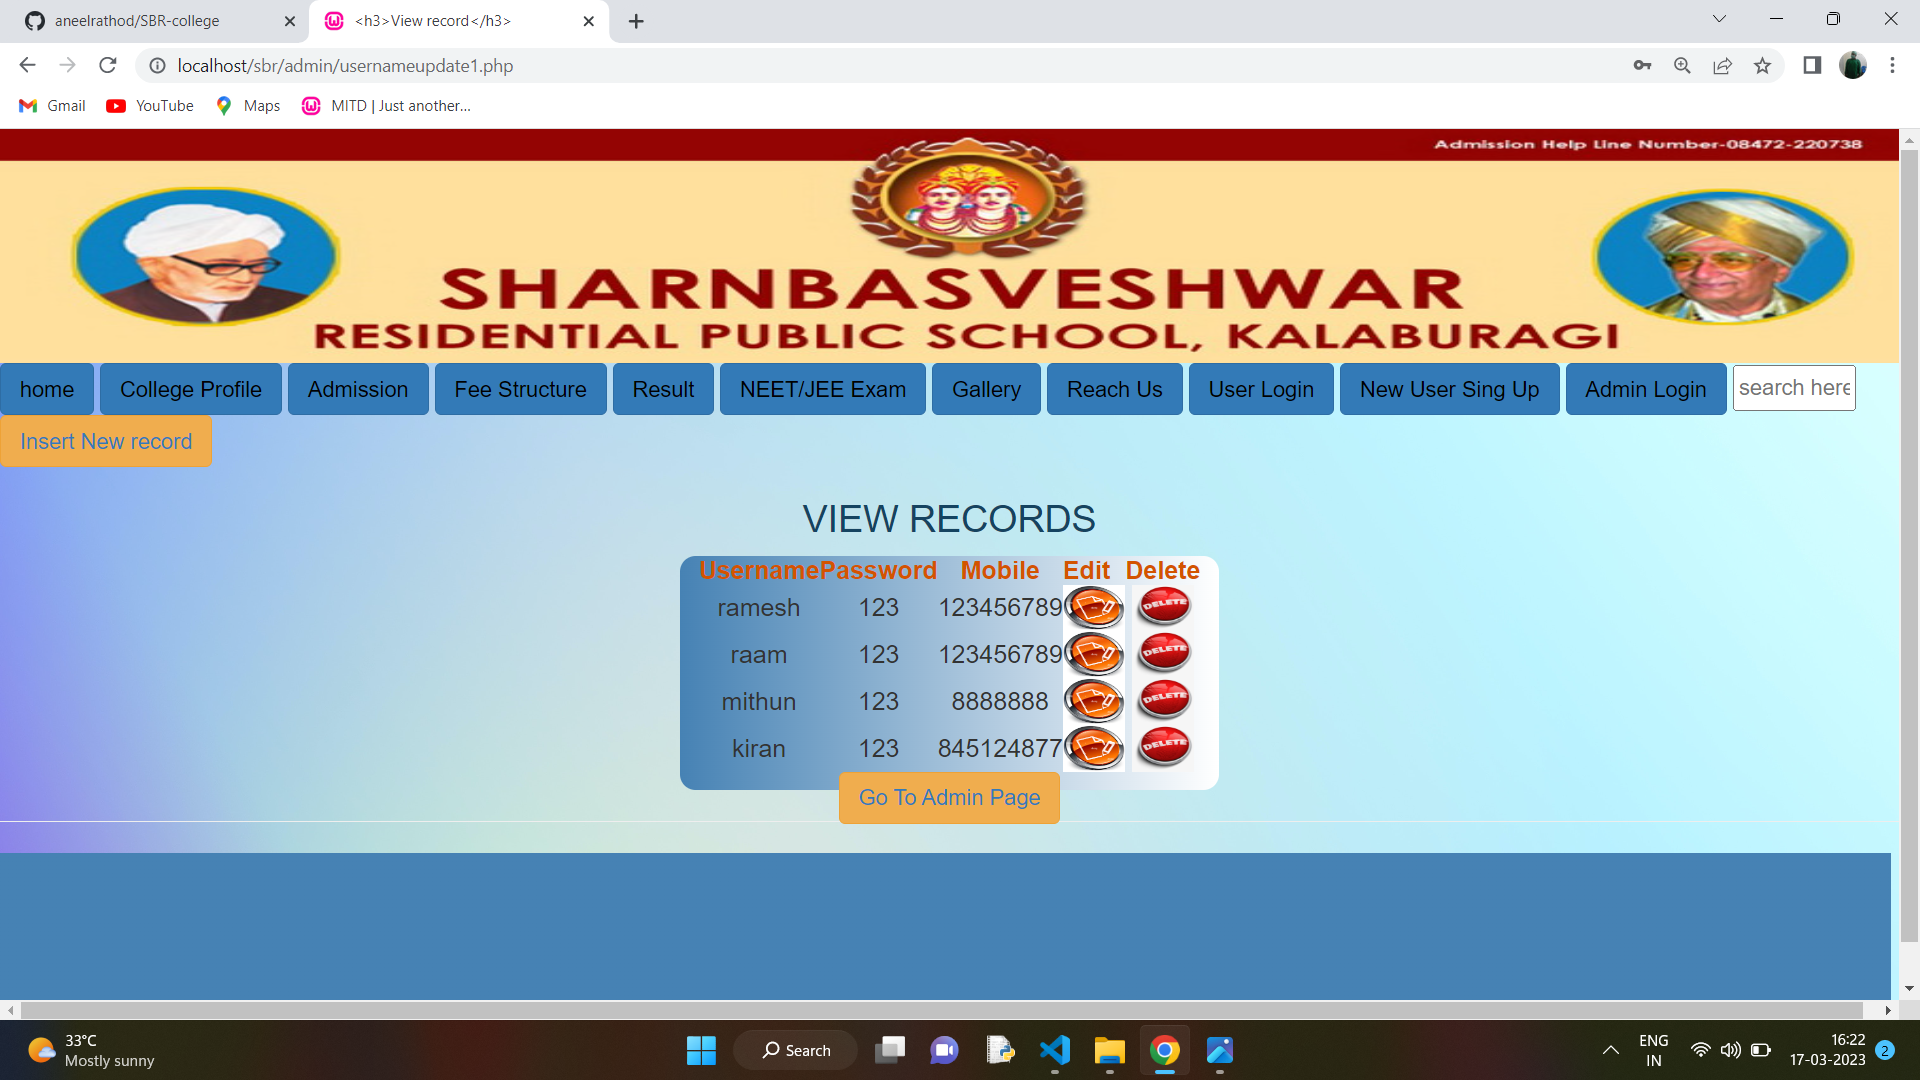 aneelrathod/SBR-college
<h3>View record</h3>
localhost/sbr/admin/usernameupdate1.php
Gmail YouTube Maps MITD | Just another...
Admission Help Line Number-08472-220738
SHARNBASVESHWAR
RESIDENTIAL PUBLIC SCHOOL, KALABURAGI
home College Profile Admission Fee Structure Result NEET/JEE Exam Gallery Reach Us User Login New User Sing Up Admin Login search here
Insert New record
VIEW RECORDS
Username Password Mobile Edit Delete
ramesh 123 123456789 DELETE
raam 123 123456789 DELETE
mithun 123 8888888 DELETE
kiran 123 845124877 DELETE
Go To Admin Page
33°C
Mostly sunny
Search
ENG
IN
16:22
17-03-2023
2